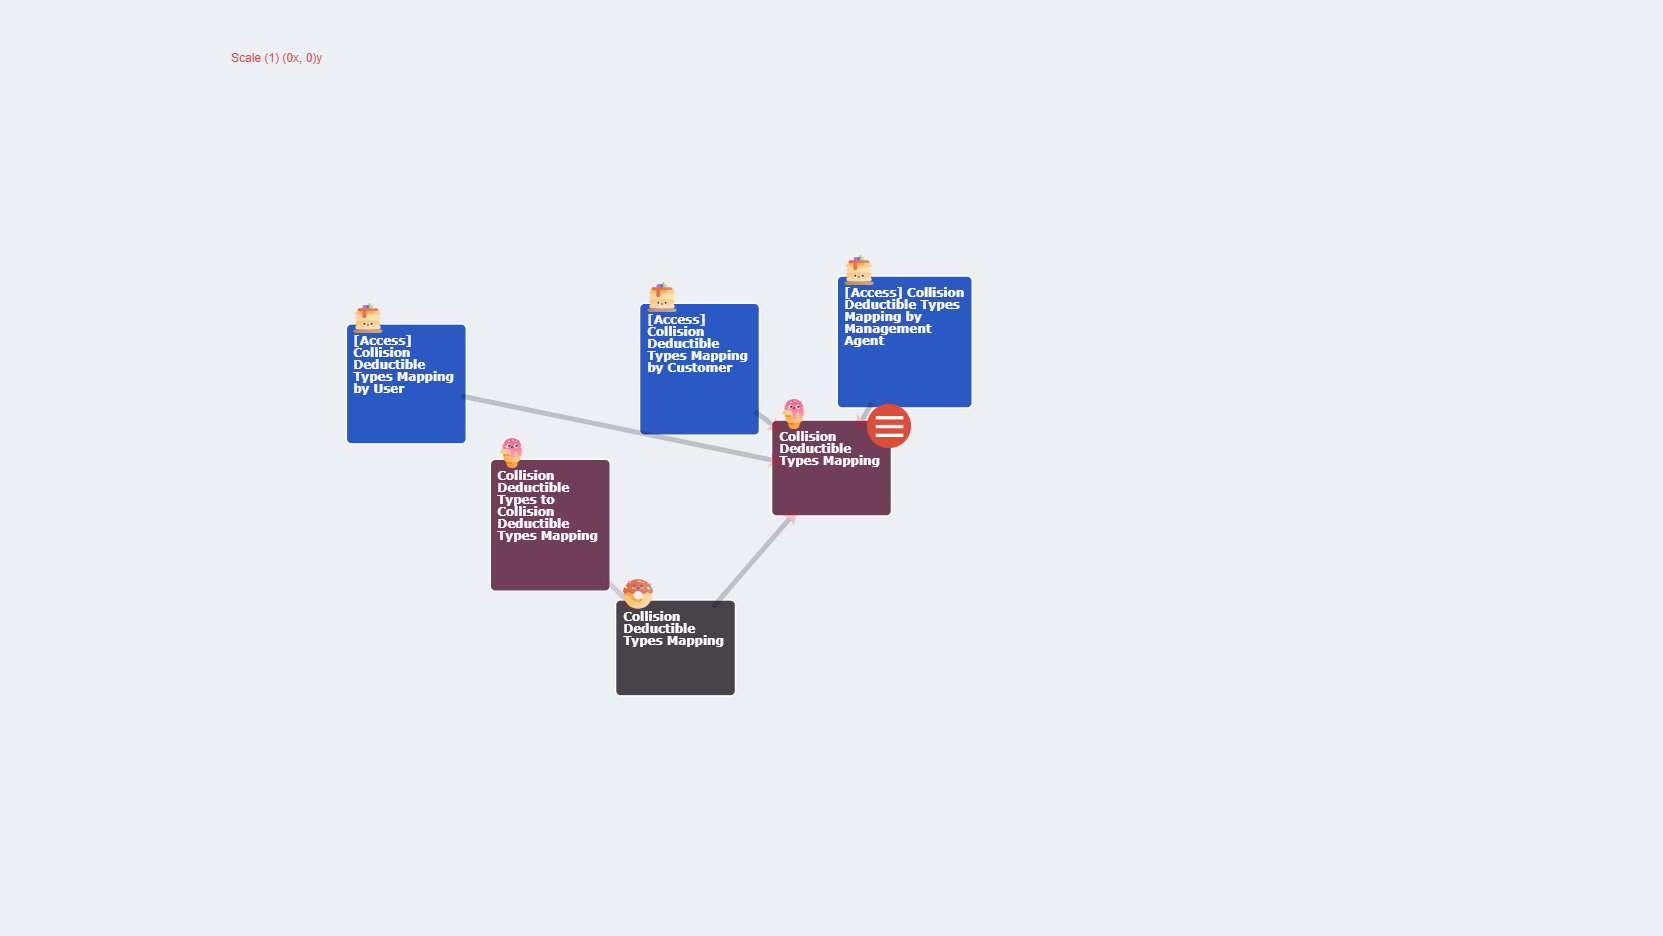 Scale (1) (0x, 0)y
[Access] Collision
Deductible Types
Mapping by
Management
Agent
[Access]
Collision
Deductible
Types Mapping
by Customer
[Access]
Collision
Deductible
Types Mapping
by User
Collision
Deductible
Types Mapping
Collision
Deductible
Types to
Collision
Deductible
Types Mapping
Collision
Deductible
Types Mapping